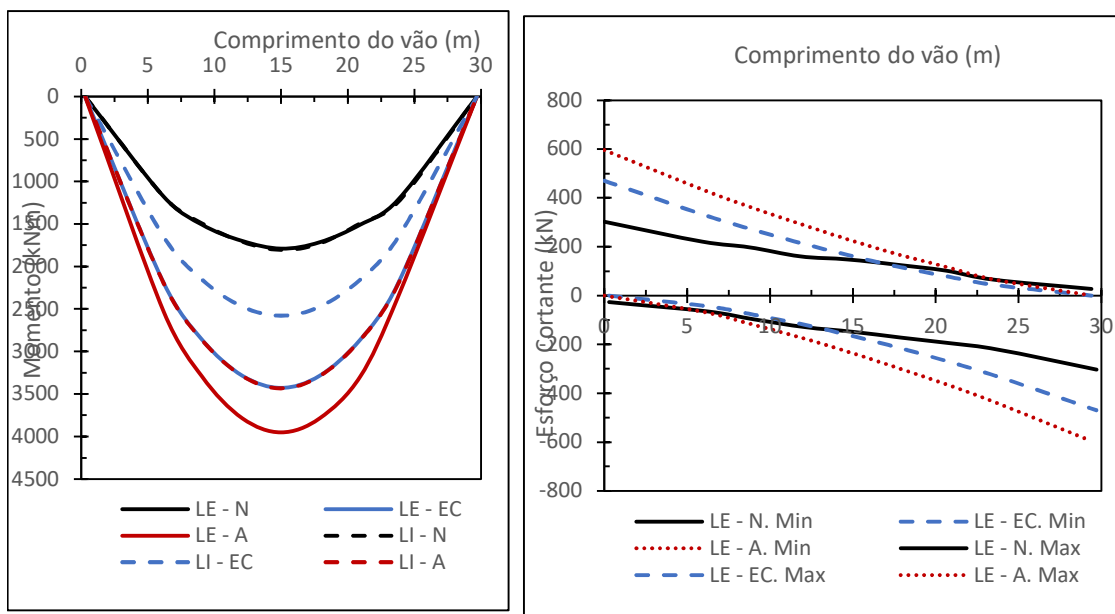 Comprimento do vão (m)
0 5 10 15 20 25 30
0
500
1000
1500
2000
2500
3000
3500
4000
4500
Momento (kNm)
LE - N LE - EC
LE - A LI - N
LI - EC LI - A
Comprimento do vão (m)
800
600
400
200
0
-200
-400
-600
-800
0 5 10 15 20 25 30
Esforço Cortante (kN)
LE - N. Min LE - EC. Min
LE - A. Min LE - N. Max
LE - EC. Max LE - A. Max